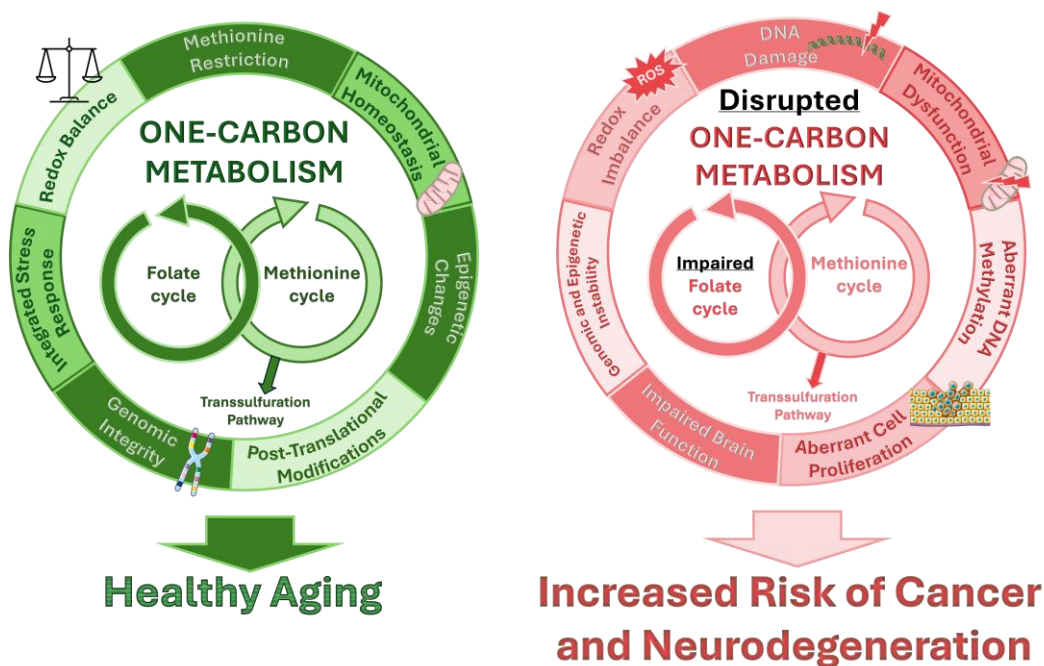 Methionine
Restriction
Mitochondrial
Homeostasis
Epigenetic
Changes
Post-Translational
Modifications
Genomic
Integrity
Integrated Stress
Response
Redox Balance
ONE-CARBON
METABOLISM
Folate
cycle
Methionine
cycle
Transsulfuration
Pathway
Healthy Aging
DNA
Damage
Mitochondrial
Dysfunction
Aberrant DNA
Methylation
Aberrant Cell
Proliferation
Impaired Brain
Function
Genomic and Epigenetic
Instability
Redox
Imbalance
ROS
Disrupted
ONE-CARBON
METABOLISM
Impaired
Folate
cycle
Methionine
cycle
Transsulfuration
Pathway
Increased Risk of Cancer
and Neurodegeneration